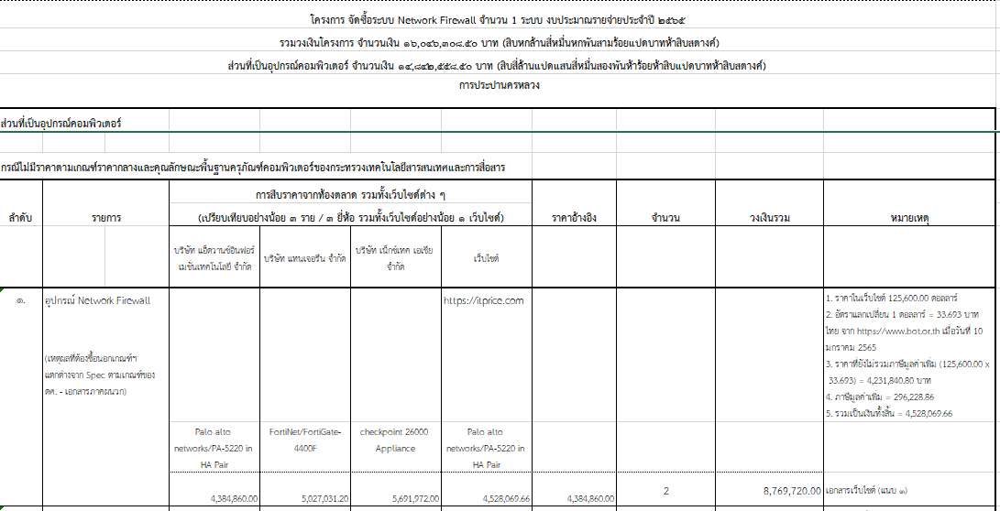 โครงการ จัดซื้อระบบ Network Firewall จำนวน 1 ระบบ งบประมาณรายจ่ายประจำปี ๒๕๖๕
รวมวงเงินโครงการ จำนวนเงิน ๑๖,๐๔๖,๓๐๘.๕๐ บาท (สิบหกล้านสี่หมื่นหกพันสามร้อยแปดบาทห้าสิบสตางค์)
ส่วนที่เป็นอุปกรณ์คอมพิวเตอร์ จำนวนเงิน ๑๔,๘๔๒,๕๕๘.๕๐ บาท (สิบสี่ล้านแปดแสนสี่หมื่นสองพันห้าร้อยห้าสิบแปดบาทห้าสิบสตางค์)
การประปานครหลวง
ส่วนที่เป็นอุปกรณ์คอมพิวเตอร์
กรณีไม่มีราคาตามเกณฑ์ราคากลางและคุณลักษณะพื้นฐานครุภัณฑ์คอมพิวเตอร์ของกระทรวงเทคโนโลยีสารสนเทศและการสื่อสาร
การสืบราคาจากท้องตลาด รวมทั้งเว็บไซต์ต่าง ๆ
ลำดับ รายการ (เปรียบเทียบอย่างน้อย ๓ ราย / ๓ ยี่ห้อ รวมทั้งเว็บไซต์อย่างน้อย ๑ เว็บไซต์) ราคาอ้างอิง จำนวน วงเงินรวม หมายเหตุ
บริษัท แอ็ดวานซ์อินฟอร์
เมชั่นเทคโนโลยี จำกัด
บริษัท แทนเจอรีน จำกัด
บริษัท เน็กซ์เทค เอเซีย
จำกัด
เว็บไซต์
๑. อุปกรณ์ Network Firewall
(เหตุผลที่ต้องซื้อนอกเกณฑ์ฯ
แตกต่างจาก Spec ตามเกณฑ์ของ
ดศ. - เอกสารภาคผนวก)
https://itprice.com
1. ราคาในเว็บไซต์ 125,600.00 ดอลลาร์
2. อัตราแลกเปลี่ยน 1 ดอลลาร์ = 33.693 บาท
ไทย จาก https://www.bot.or.th เมื่อวันที่ 10
มกราคม 2565
3. ราคาที่ยังไม่รวมภาษีมูลค่าเพิ่ม (125,600.00 x
33.693) = 4,231,840.80 บาท
4. ภาษีมูลค่าเพิ่ม = 296,228.86
5. รวมเป็นเงินทั้งสิ้น = 4,528,069.66
Palo alto
networks/PA-5220 in
HA Pair
FortiNet/FortiGate-
4400F
checkpoint 26000
Appliance
Palo alto
networks/PA-5220 in
HA Pair
4,384,860.00 5,027,031.20 5,691,972.00 4,528,069.66 4,384,860.00 2 8,769,720.00 เอกสารเว็บไซต์ (แนบ ๑)